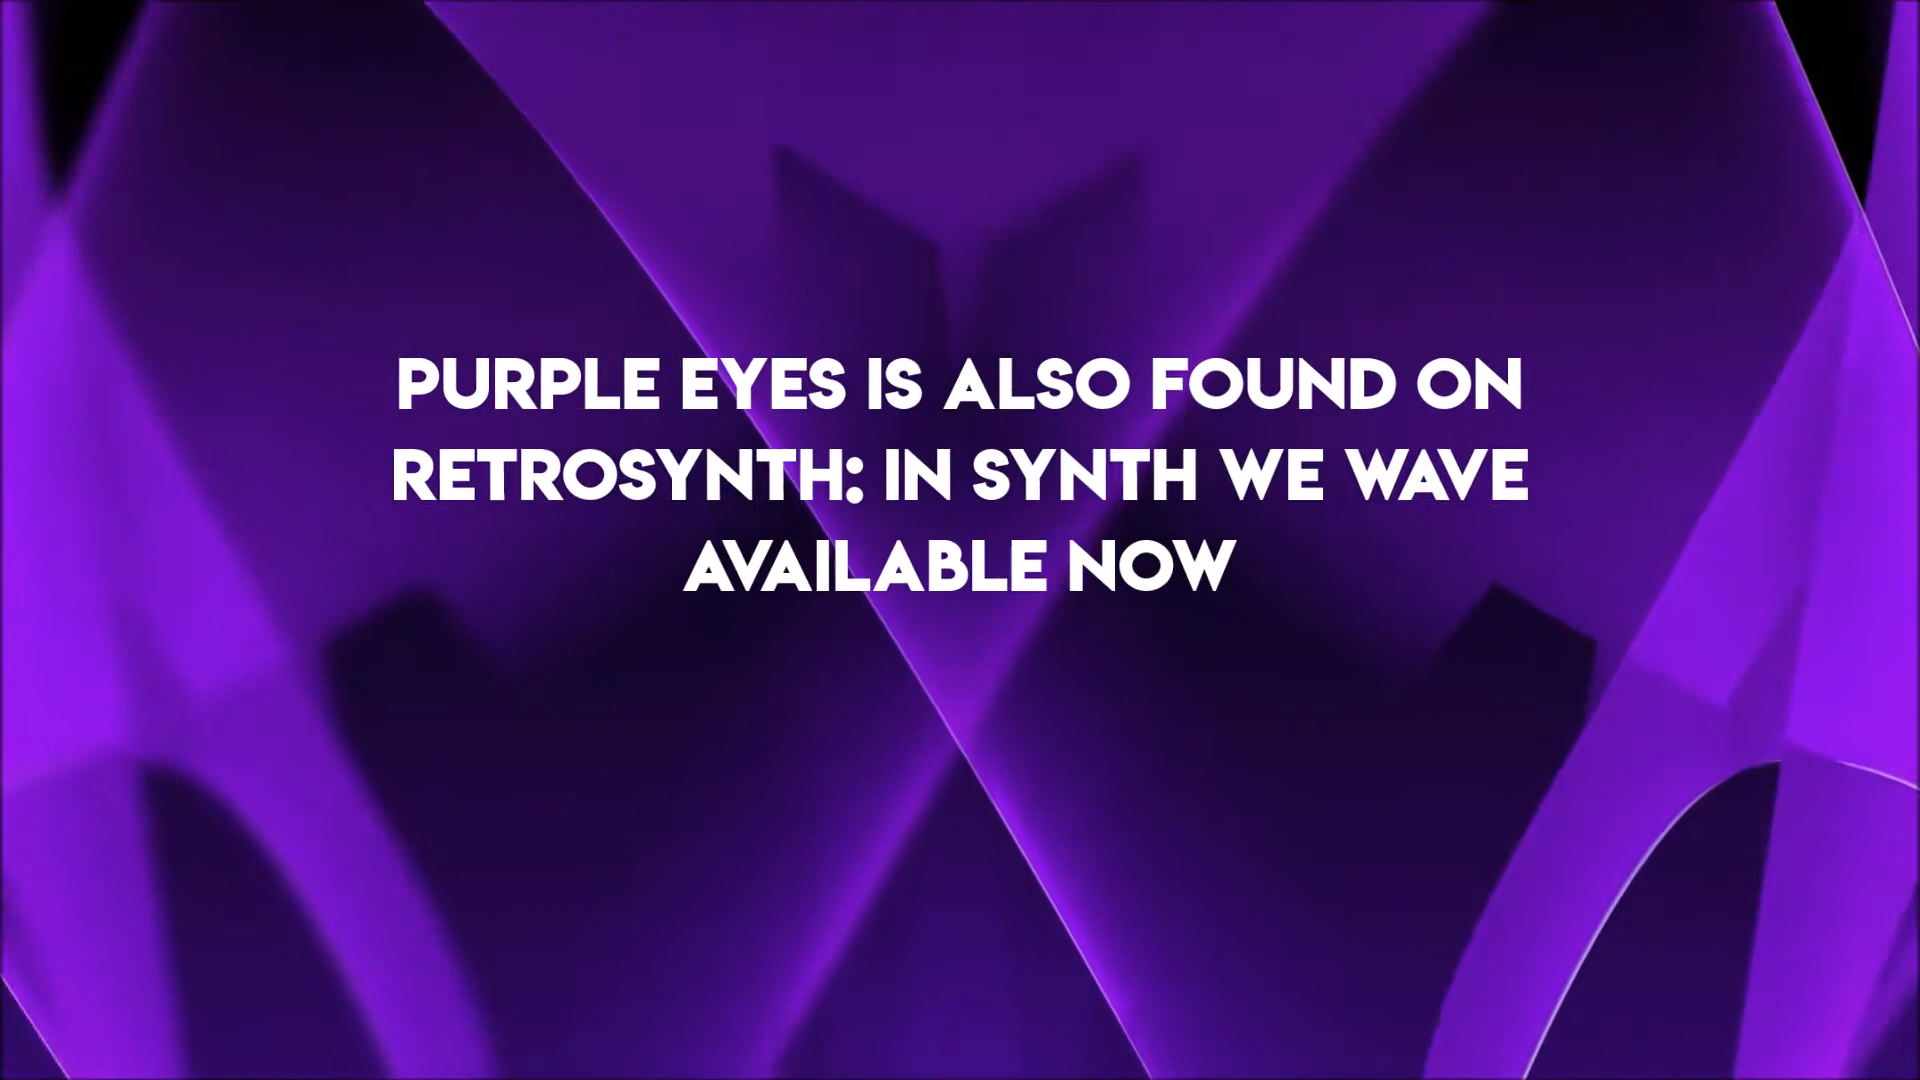 PURPLE EYES IS ALSO FOUND ON
RETROSYNTH: IN SYNTH WE WAVE
AVAILABLE NOW